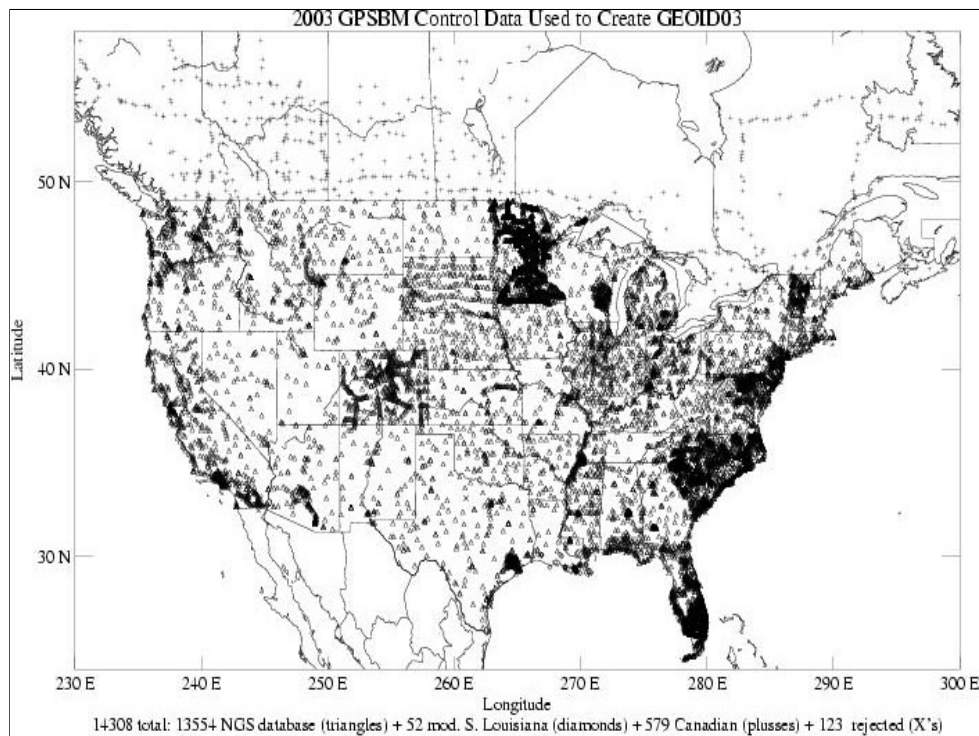 2003 GPSBM Control Data Used to Create GEOID03
50 N
40 N
30 N
Latitude
230 E 240 E 250 E 260 E 270 E 280 E 290 E 300 E
Longitude
14308 total: 13554 NGS database (triangles) + 52 mod. S. Louisiana (diamonds) + 579 Canadian (plusses) + 123 rejected (X's)